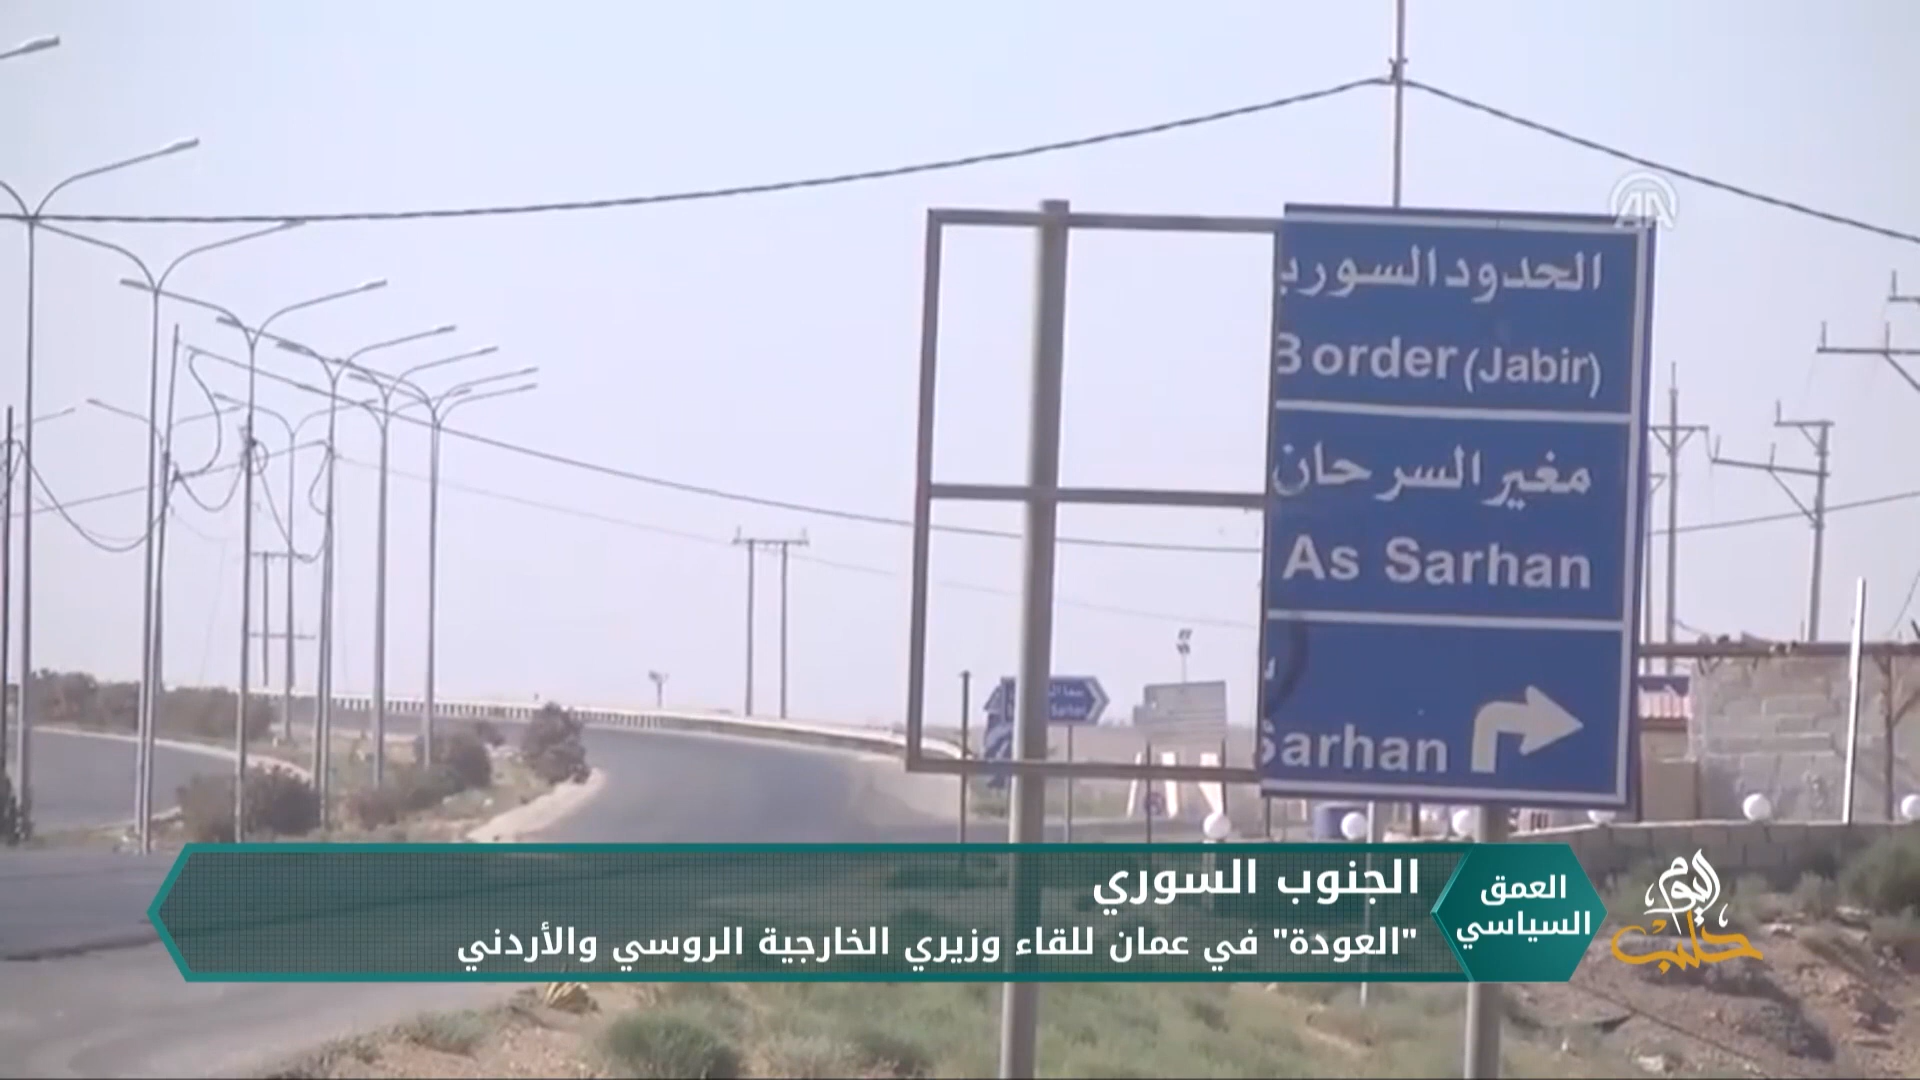 AA
الحدود السوري
Border (Jabir)
مغير السرحان
As Sarhan
Sarhan
الجنوب السوري
"العودة" في عمان للقاء وزيري الخارجية الروسي والأردني
العمق
السياسي
حلب
اليوم